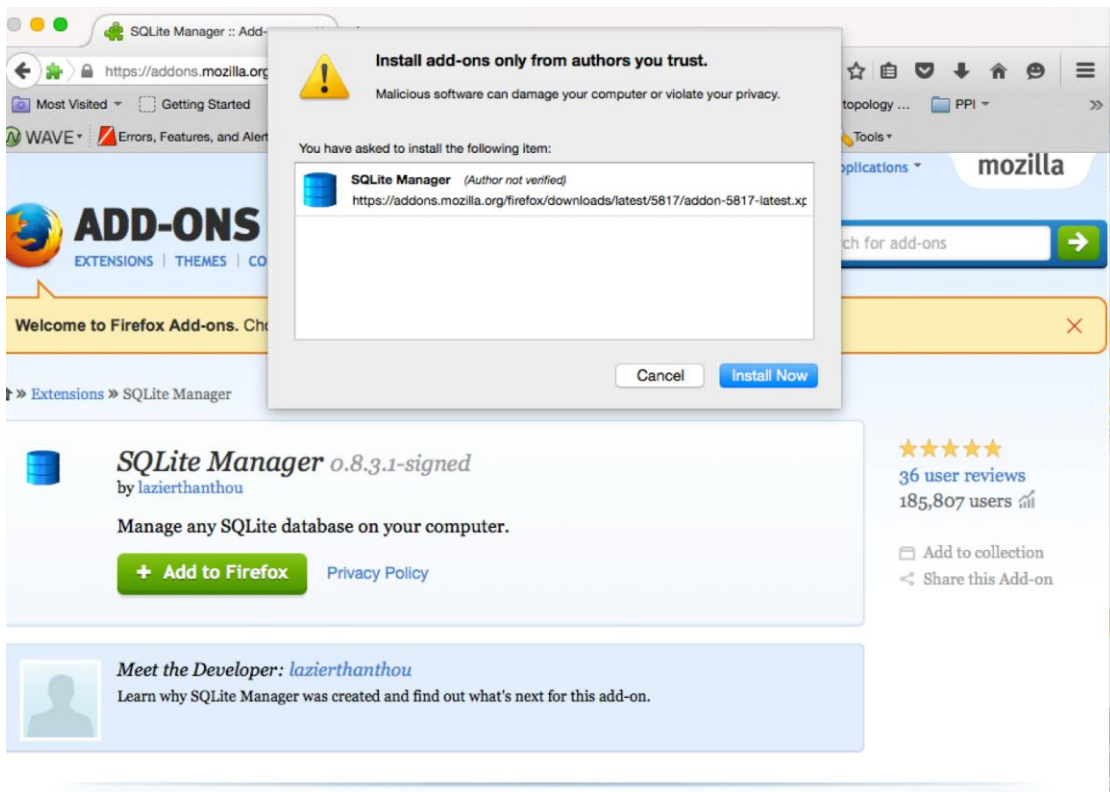 SQLite Manager :: Add-
https://addons.mozilla.org
Most Visited
Getting Started
topology ...
PPI
WAVE
Errors, Features, and Alert
Tools
Install add-ons only from authors you trust.
Malicious software can damage your computer or violate your privacy.
You have asked to install the following item:
SQLite Manager (Author not verified)
https://addons.mozilla.org/firefox/downloads/latest/5817/addon-5817-latest.xp
Cancel
Install Now
mozilla
ADD-ONS
EXTENSIONS | THEMES | CO
ch for add-ons
Welcome to Firefox Add-ons. Cho
» Extensions » SQLite Manager
SQLite Manager 0.8.3.1-signed
by lazierthanthou
Manage any SQLite database on your computer.
+ Add to Firefox
Privacy Policy
36 user reviews
185,807 users
Add to collection
Share this Add-on
Meet the Developer: lazierthanthou
Learn why SQLite Manager was created and find out what's next for this add-on.